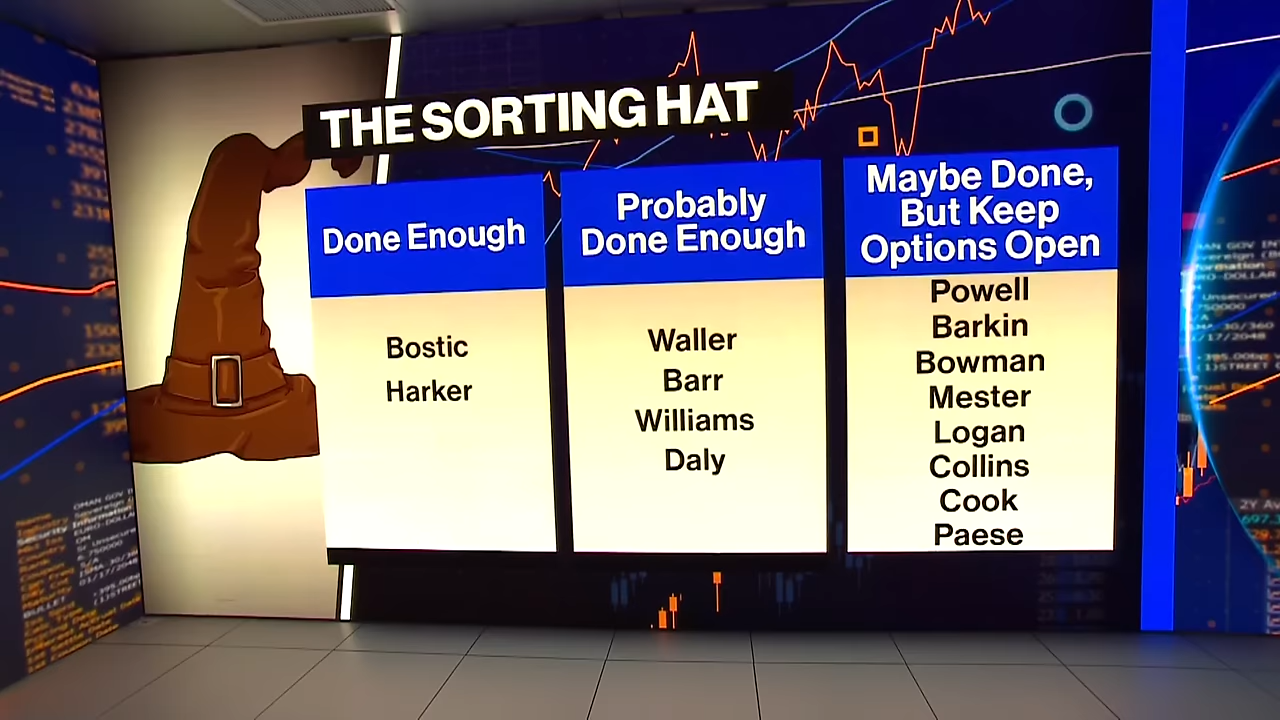 THE SORTING HAT
Done Enough
Bostic
Harker
Probably
Done Enough
Waller
Barr
Williams
Daly
Maybe Done,
But Keep
Options Open
Powell
Barkin
Bowman
Mester
Logan
Collins
Cook
Paese